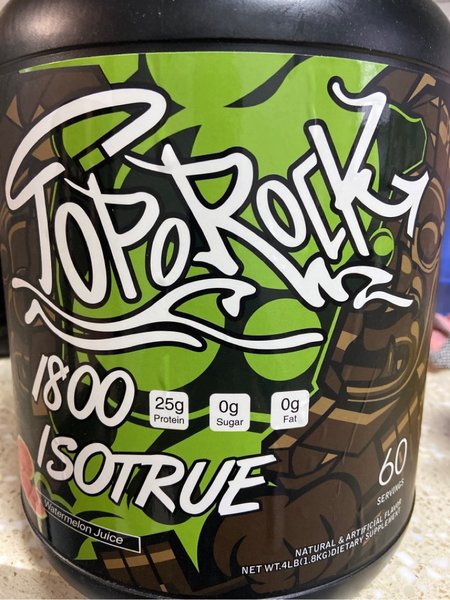 TOPOROCK
1800
ISOTRUE
25g
Protein
0g
Sugar
0g
Fat
60
SERVINGS
Watermelon Juice
NATURAL & ARTIFICIAL FLAVOR
NET WT.4LB(1.8KG)DIETARY SUPPLEMENT